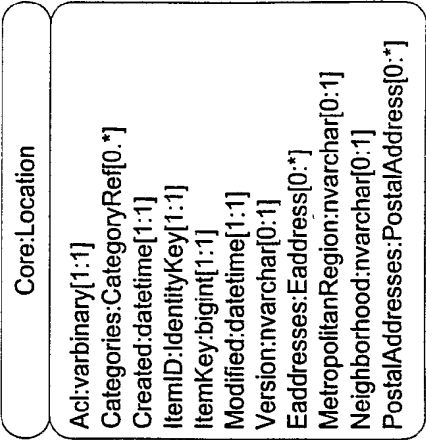 Core:Location
Acl:varbinary[1:1]
Categories:CategoryRef[0.*]
Created:datetime[1:1]
ItemID:IdentityKey[1:1]
ItemKey:bigint[1:1]
Modified:datetime[1:1]
Version:nvarchar[0:1]
Eaddresses:Eaddress[0:*]
MetropolitanRegion:nvarchar[0:1]
Neighborhood:nvarchar[0:1]
PostalAddresses:PostalAddress[0:*]